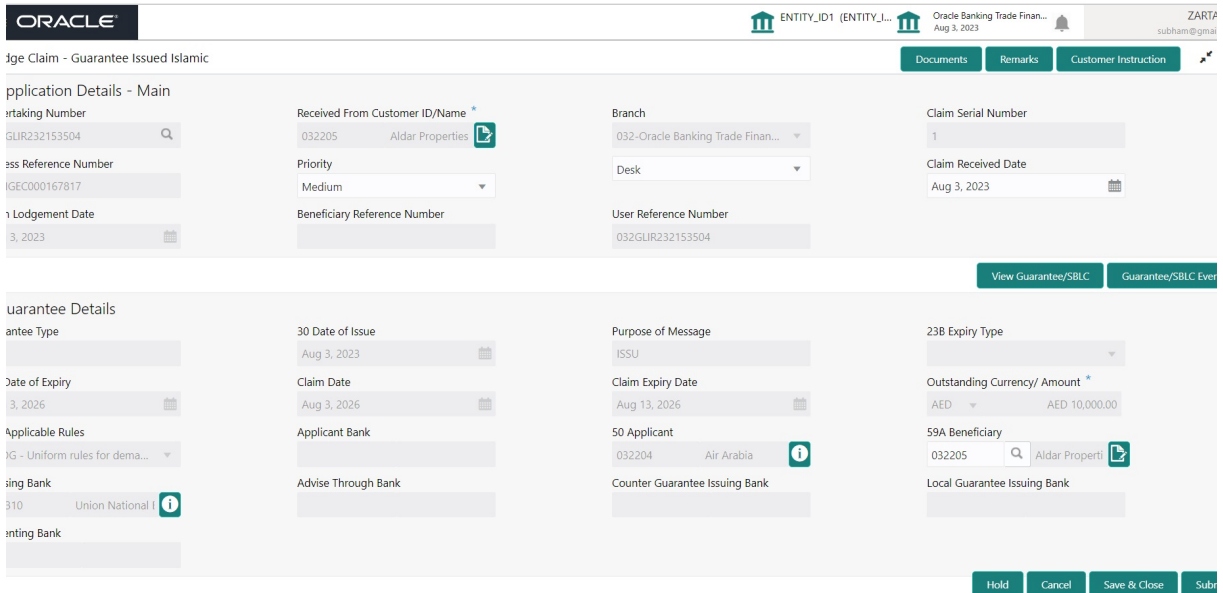 ORACLE
ENTITY_ID1 (ENTITY_I...
Oracle Banking Trade Finan...
Aug 3, 2023
ZARTA
subham@gmai
dge Claim - Guarantee Issued Islamic
Documents
Remarks
Customer Instruction
pplication Details - Main
ertaking Number
Received From Customer ID/Name *
Branch
Claim Serial Number
GLIR232153504
032205 Aldar Properties
032-Oracle Banking Trade Finan...
1
ess Reference Number
Priority
Claim Received Date
IGEC000167817
Medium
Desk
Aug 3, 2023
n Lodgement Date
Beneficiary Reference Number
User Reference Number
3, 2023
032GLIR232153504
View Guarantee/SBLC
Guarantee/SBLC Ever
uarantee Details
antee Type
30 Date of Issue
Purpose of Message
23B Expiry Type
Aug 3, 2023
ISSU
Date of Expiry
Claim Date
Claim Expiry Date
Outstanding Currency/ Amount *
3, 2026
Aug 3, 2026
Aug 13, 2026
AED AED 10,000.00
Applicable Rules
Applicant Bank
50 Applicant
59A Beneficiary
G - Uniform rules for dema...
032204 Air Arabia
032205 Aldar Properti
ing Bank
Advise Through Bank
Counter Guarantee Issuing Bank
Local Guarantee Issuing Bank
310 Union National
enting Bank
Hold
Cancel
Save & Close
Subm